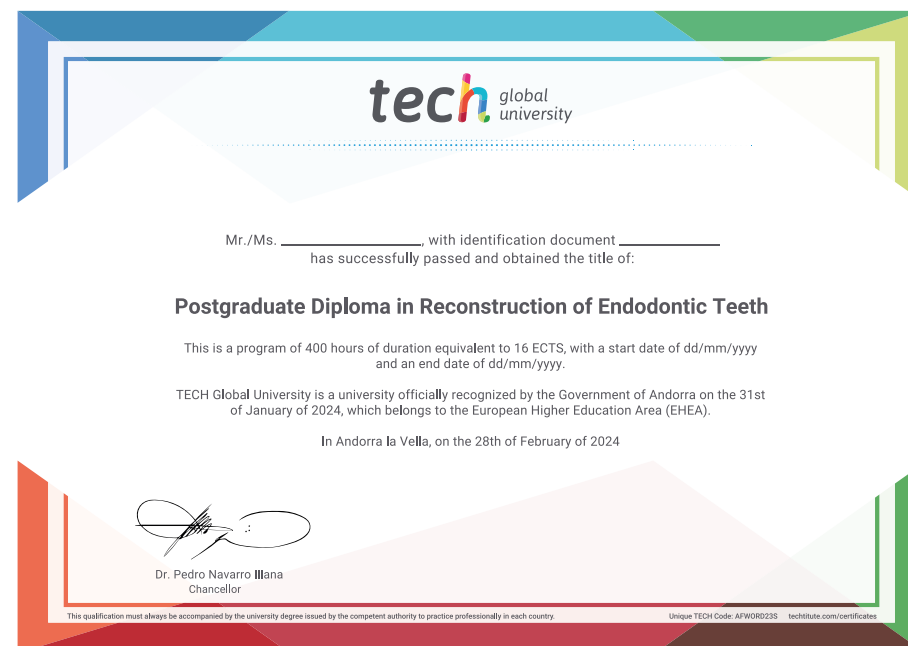 tech global university
Mr./Ms. ____________________, with identification document ______________
has successfully passed and obtained the title of:
Postgraduate Diploma in Reconstruction of Endodontic Teeth
This is a program of 400 hours of duration equivalent to 16 ECTS, with a start date of dd/mm/yyyy
and an end date of dd/mm/yyyy.
TECH Global University is a university officially recognized by the Government of Andorra on the 31st
of January of 2024, which belongs to the European Higher Education Area (EHEA).
In Andorra la Vella, on the 28th of February of 2024
Dr. Pedro Navarro Illana
Chancellor
This qualification must always be accompanied by the university degree issued by the competent authority to practice professionally in each country.
Unique TECH Code: AFWORD23S techtitute.com/certificates